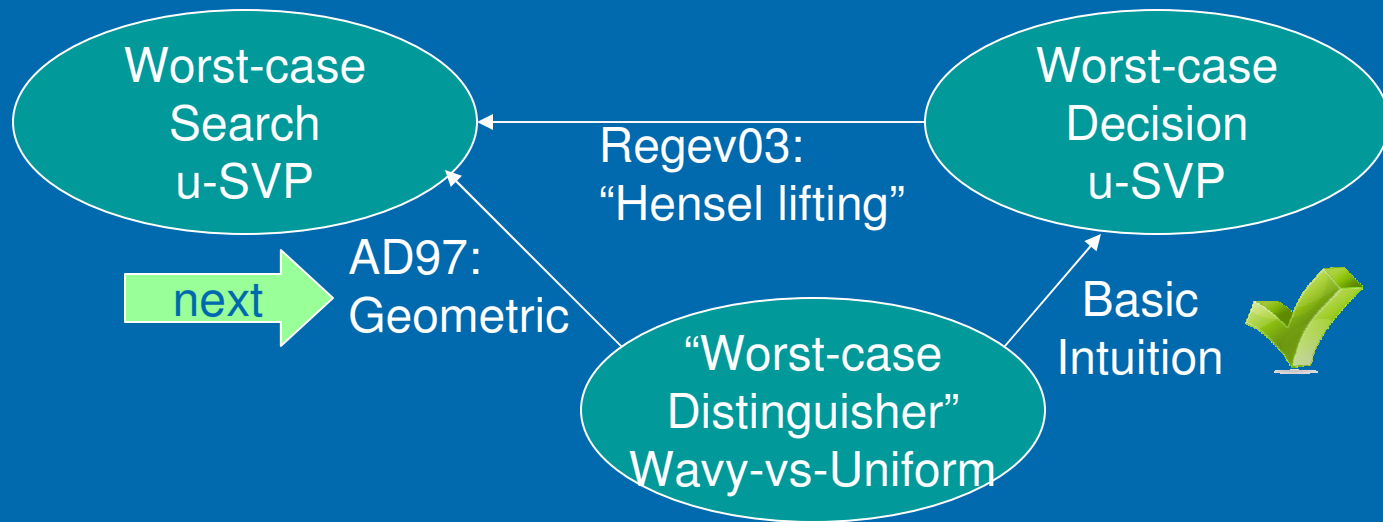 Worst-case
Search
u-SVP
Worst-case
Decision
u-SVP
Regev03:
“Hensel lifting”
next
AD97:
Geometric
Basic
Intuition
“Worst-case
Distinguisher”
Wavy-vs-Uniform